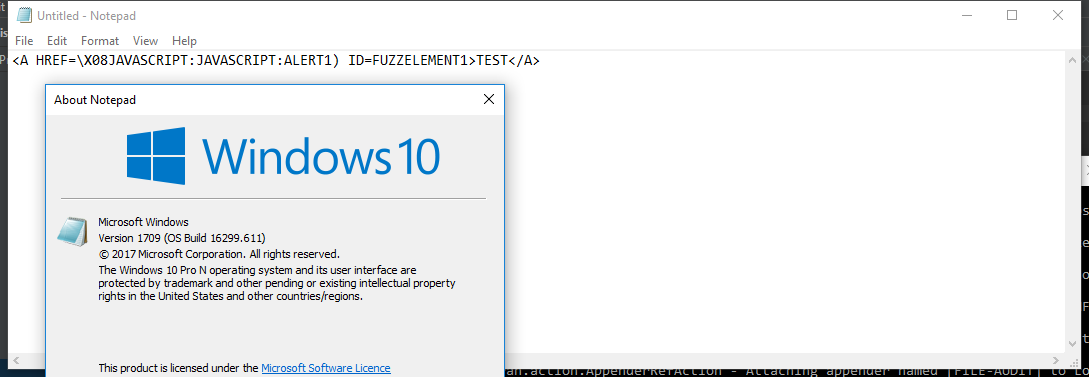 Untitled - Notepad
File Edit Format View Help
<A HREF=\X08JAVASCRIPT:JAVASCRIPT:ALERT1) ID=FUZZELEMENT1>TEST</A>
About Notepad
Windows 10
Microsoft Windows
Version 1709 (OS Build 16299.611)
© 2017 Microsoft Corporation. All rights reserved.
The Windows 10 Pro N operating system and its user interface are
protected by trademark and other pending or existing intellectual property
rights in the United States and other countries/regions.
This product is licensed under the Microsoft Software Licence
an.action.AppenderRefAction - Attaching appender named [FILE-AUDIT] to Lo